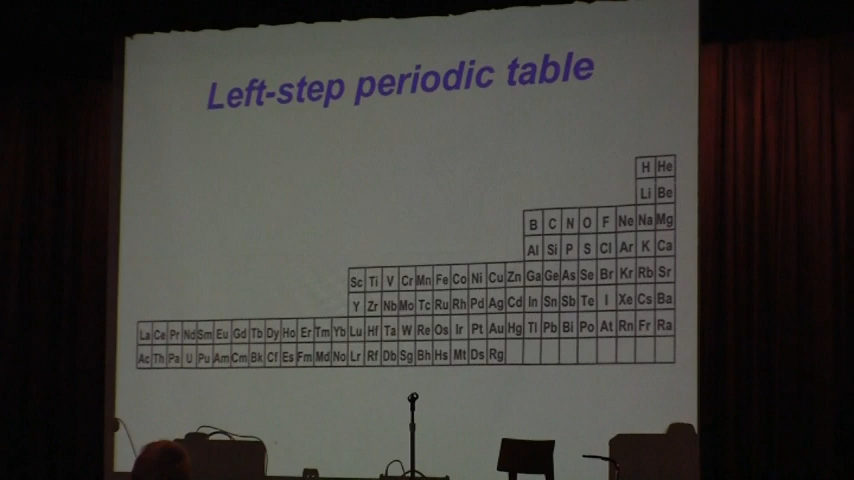 Left-step periodic table
H He
Li Be
B C N O F Ne Na Mg
Al Si P S Cl Ar K Ca
Sc Ti V Cr Mn Fe Co Ni Cu Zn Ga Ge As Se Br Kr Rb Sr
Y Zr Nb Mo Tc Ru Rh Pd Ag Cd In Sn Sb Te I Xe Cs Ba
La Ce Pr Nd Sm Eu Gd Tb Dy Ho Er Tm Yb Lu Hf Ta W Re Os Ir Pt Au Hg Tl Pb Bi Po At Rn Fr Ra
Ac Th Pa U Pu Am Cm Bk Cf Es Fm Md No Lr Rf Db Sg Bh Hs Mt Ds Rg